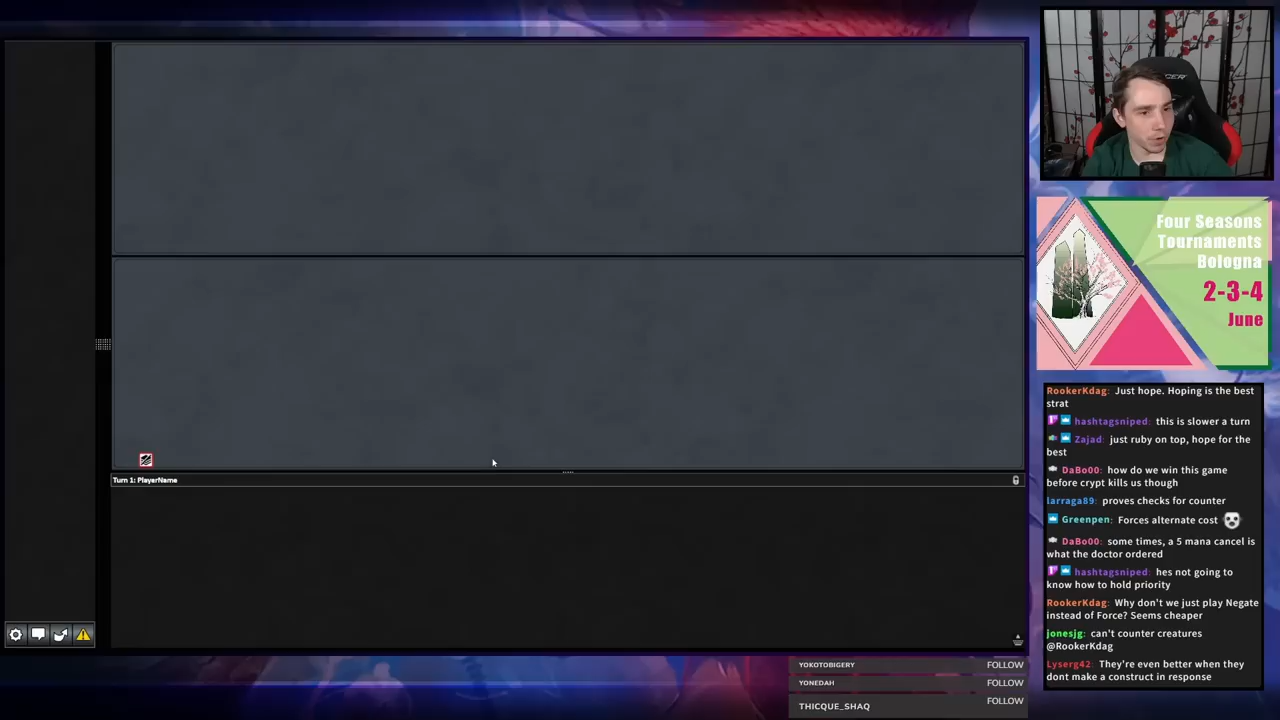 Four Seasons
Tournaments
Bologna
2-3-4
June
RookerKdag: Just hope. Hoping is the best
strat
hashtagsniped: this is slower a turn
Zajad: just ruby on top, hope for the
best
DaBo00: how do we win this game
before crypt kills us though
larraga89: proves checks for counter
Greenpen: Forces alternate cost
DaBo00: some times, a 5 mana cancel is
what the doctor ordered
hashtagsniped: hes not going to
know how to hold priority
RookerKdag: Why don't we just play Negate
instead of Force? Seems cheaper
jonesjg: can't counter creatures
@RookerKdag
Lyserg42: They're even better when they
dont make a construct in response
Turn 1: PlayerName
YOKOTOBIGERY FOLLOW
YONEDAH FOLLOW
THICQUE_SHAQ FOLLOW